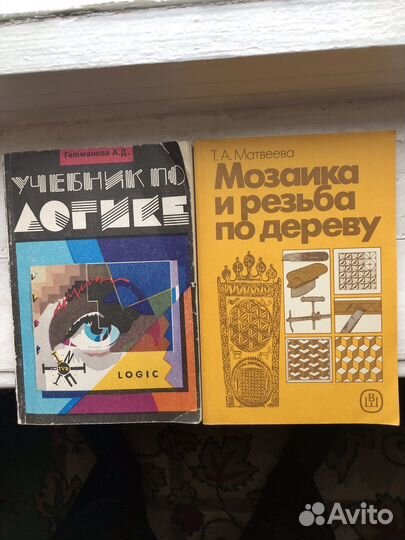 Гетманова А.Д.
УЧЕБНИК ПО
ЛОГИКЕ
LOGIC
Т. А. Матвеева
Мозаика
и резьба
по дереву
Avito